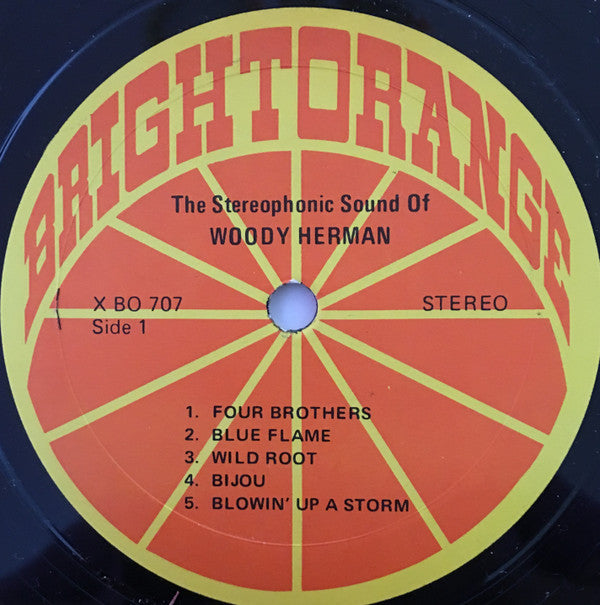 BRIGHTORANGE
The Stereophonic Sound Of
WOODY HERMAN
X BO 707
Side 1
STEREO
1. FOUR BROTHERS
2. BLUE FLAME
3. WILD ROOT
4. BIJOU
5. BLOWIN' UP A STORM